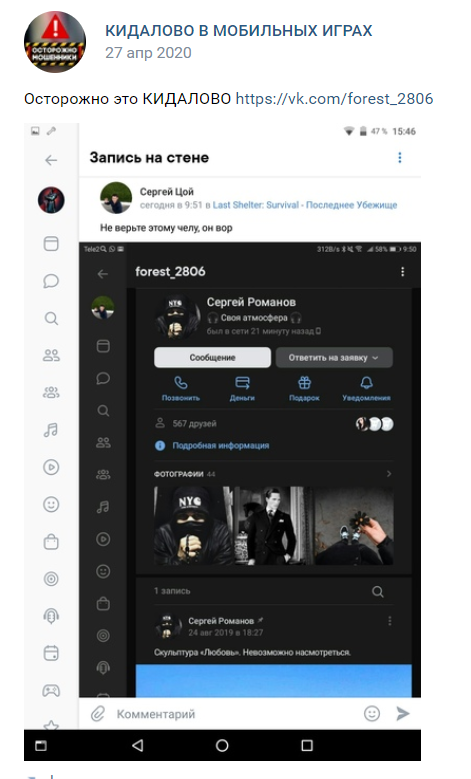 ОСТОРОЖНО
МОШЕННИКИ
КИДАЛОВО В МОБИЛЬНЫХ ИГРАХ
27 апр 2020
Осторожно это КИДАЛОВО https://vk.com/forest_2806
47 % 15:46
Запись на стене
Сергей Цой
сегодня в 9:51 в Last Shelter: Survival - Последнее Убежище
Не верьте этому челу, он вор
Tele2 312B/s 58% 9:50
forest_2806
Сергей Романов
Своя атмосфера
был в сети 21 минуту назад
Сообщение Ответить на заявку
Позвонить Деньги Подарок Уведомления
567 друзей
Подробная информация
ФОТОГРАФИИ 44
NYC
1 запись
Сергей Романов
24 авг 2019 в 18:27
Скульптура «Любовь». Невозможно насмотреться.
Комментарий